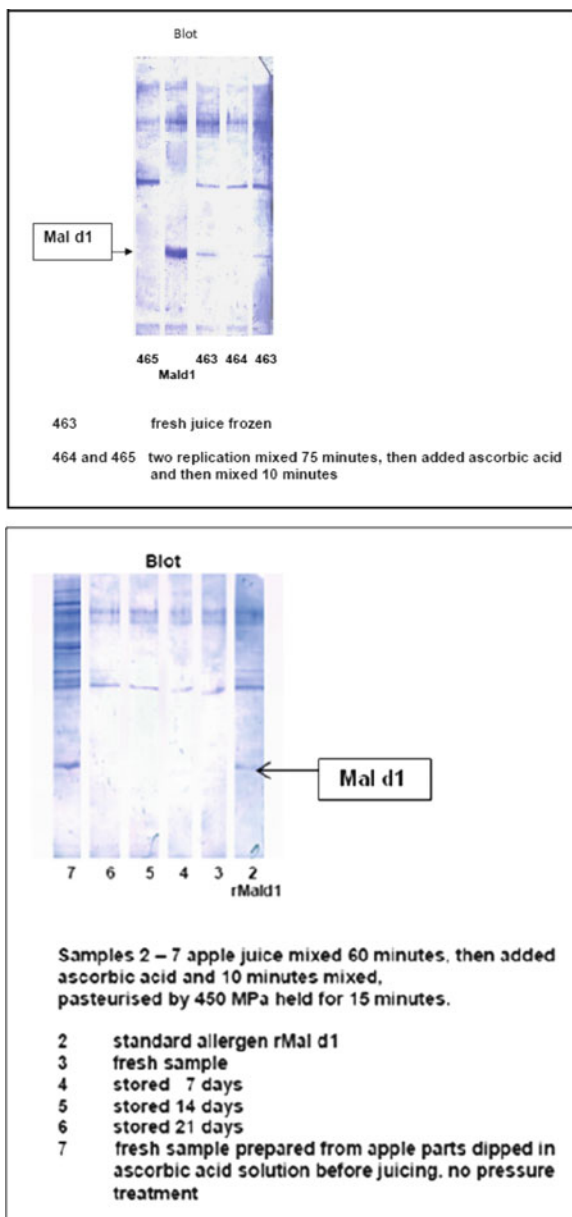 Blot
Mal d1
465 463 464 463
Mald1
463 fresh juice frozen
464 and 465 two replication mixed 75 minutes, then added ascorbic acid
and then mixed 10 minutes
Blot
Mal d1
7 6 5 4 3 2
rMald1
Samples 2 – 7 apple juice mixed 60 minutes, then added
ascorbic acid and 10 minutes mixed,
pasteurised by 450 MPa held for 15 minutes.
2 standard allergen rMal d1
3 fresh sample
4 stored 7 days
5 stored 14 days
6 stored 21 days
7 fresh sample prepared from apple parts dipped in
ascorbic acid solution before juicing, no pressure
treatment